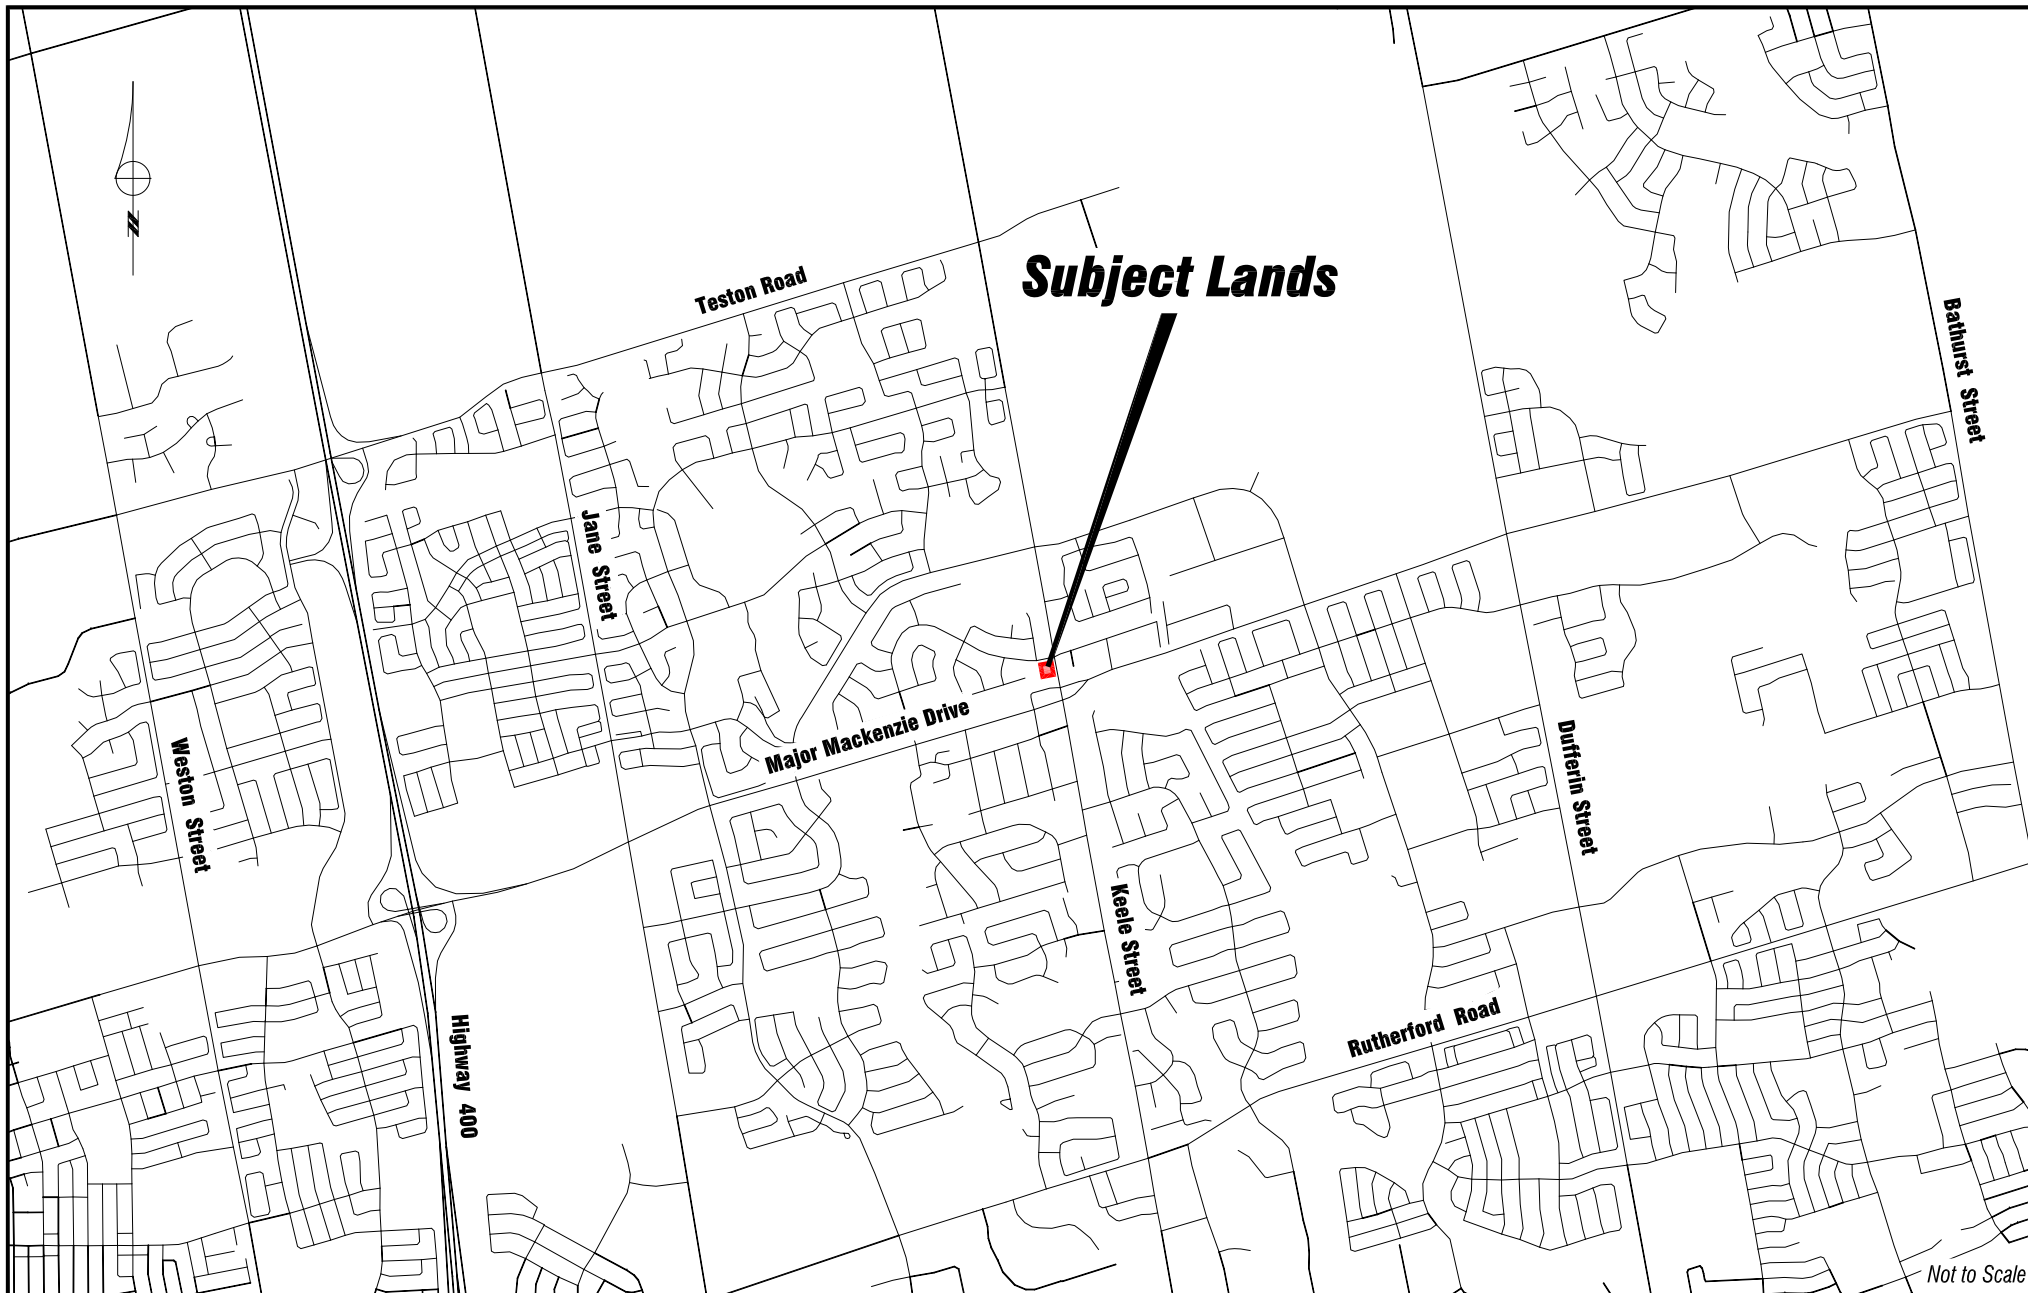 N
Subject Lands
Teston Road
Bathurst Street
Jane Street
Major Mackenzie Drive
Weston Street
Dufferin Street
Keele Street
Rutherford Road
Highway 400
Not to Scale